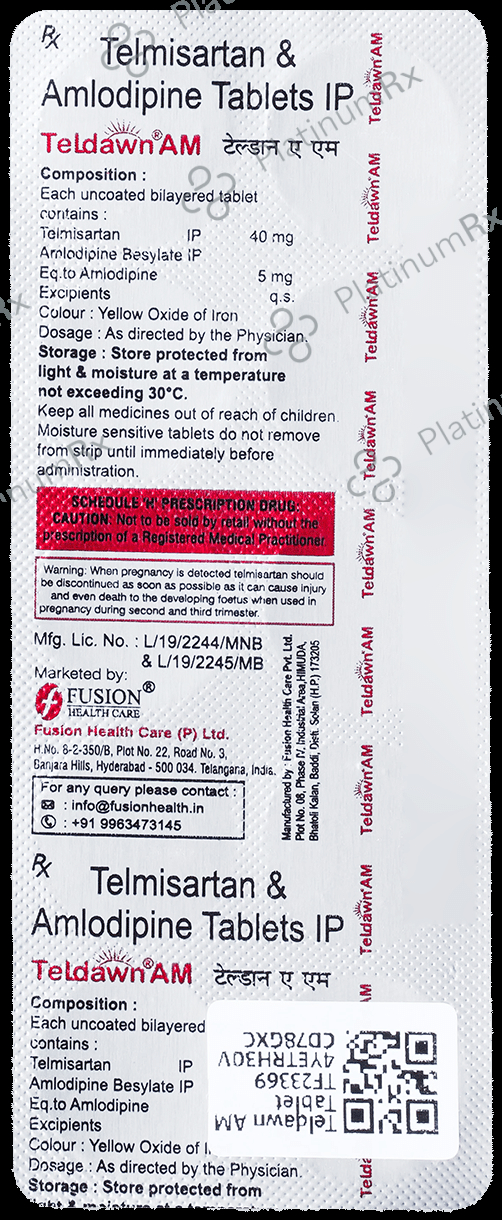 Rx
Telmisartan &
Amlodipine Tablets IP
Teldawn®AM टेल्डान ए एम
Composition :
Each uncoated bilayered tablet
contains :
Telmisartan IP 40 mg
Amlodipine Besylate IP
Eq.to Amlodipine 5 mg
Excipients q.s.
Colour : Yellow Oxide of Iron
Dosage : As directed by the Physician.
Storage : Store protected from
light & moisture at a temperature
not exceeding 30°C.
Keep all medicines out of reach of children.
Moisture sensitive tablets do not remove
from strip until immediately before
administration.
SCHEDULE 'H' PRESCRIPTION DRUG:
CAUTION: Not to be sold by retail without the
prescription of a Registered Medical Practitioner
Warning: When pregnancy is detected telmisartan should
be discontinued as soon as possible as it can cause injury
and even death to the developing foetus when used in
pregnancy during second and third trimester.
Mfg. Lic. No. : L/19/2244/MNB
& L/19/2245/MB
Marketed by:
FUSION®
HEALTH CARE
Fusion Health Care (P) Ltd.
H.No. 8-2-350/B, Plot No. 22, Road No. 3,
Banjara Hills, Hyderabad - 500 034. Telangana, India.
For any query please contact :
: info@fusionhealth.in
: +91 9963473145
Manufactured by : Fusion Health Care Pvt. Ltd.
Plot No. 08, Phase IV, Industrial Area, HIMUDA,
Bhatoli Kalan, Baddi, Distt. Solan (H.P.) 173205
Rx
Telmisartan &
Amlodipine Tablets IP
Teldawn®AM टेल्डान ए एम
Composition :
Each uncoated bilayered
contains :
Telmisartan IP
Amlodipine Besylate IP
Eq.to Amlodipine
Excipients
Colour : Yellow Oxide of
Dosage : As directed by the Physician.
Storage : Store protected from
Teldawn AM
Tablet
TF23369
4YETRH30V
CD78GXC
Teldawn®AM
Teldawn®AM
Teldawn®AM
Teldawn®AM
Teldawn®AM
Teldawn®AM
Teldawn®AM
Teldawn®AM
PlatinumRx
PlatinumRx
PlatinumRx